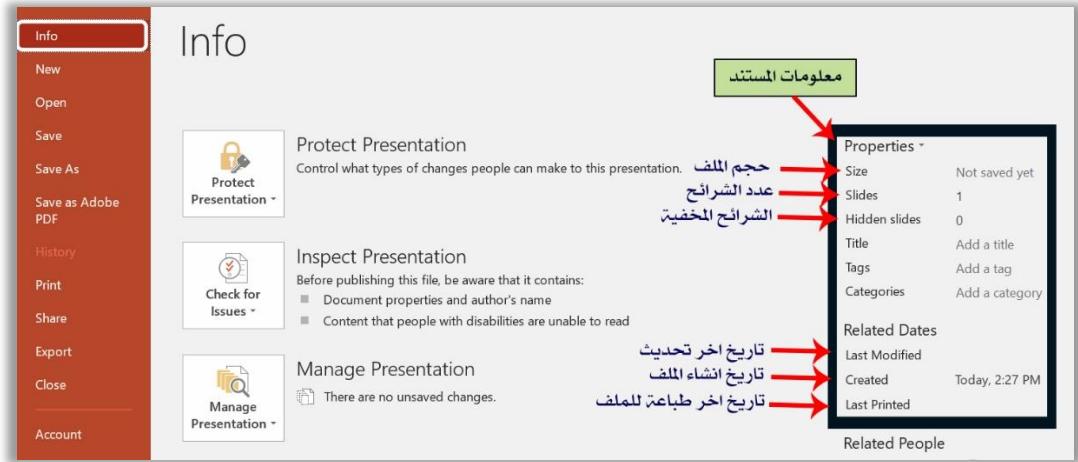 Info
New
Open
Save
Save As
Save as Adobe
PDF
History
Print
Share
Export
Close
Account
Info
Protect
Presentation
Protect Presentation
Control what types of changes people can make to this presentation.
Check for
Issues
Inspect Presentation
Before publishing this file, be aware that it contains:
Document properties and author's name
Content that people with disabilities are unable to read
Manage
Presentation
Manage Presentation
There are no unsaved changes.
معلومات المستند
حجم الملف
عدد الشرائح
الشرائح المخفية
تاريخ اخر تحديث
تاريخ انشاء الملف
تاريخ اخر طباعة للملف
Properties
Size Not saved yet
Slides 1
Hidden slides 0
Title Add a title
Tags Add a tag
Categories Add a category
Related Dates
Last Modified
Created Today, 2:27 PM
Last Printed
Related People